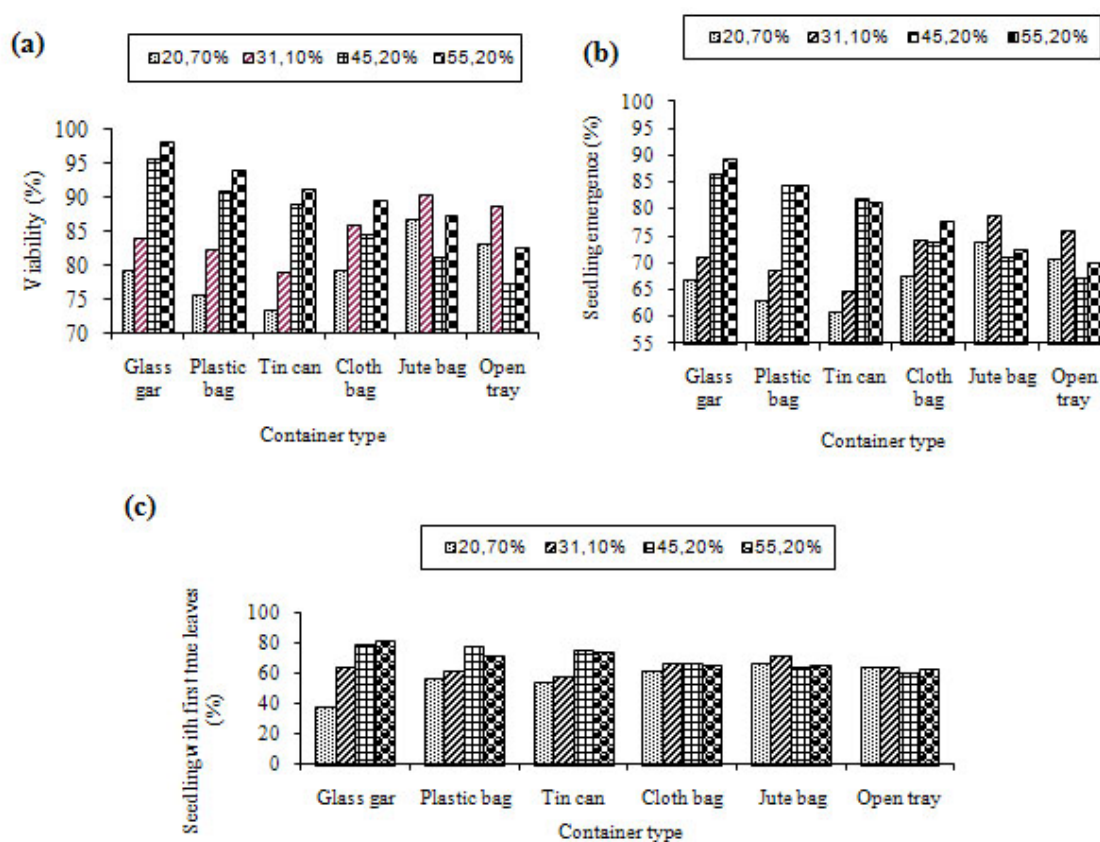 (a)
20,70% 31,10% 45,20% 55,20%
Viability (%)
100
95
90
85
80
75
70
Glass gar Plastic bag Tin can Cloth bag Jute bag Open tray
Container type
(b)
20,70% 31,10% 45,20% 55,20%
Seedling emergence (%)
100
95
90
85
80
75
70
65
60
55
Glass gar Plastic bag Tin can Cloth bag Jute bag Open tray
Container type
(c)
20,70% 31,10% 45,20% 55,20%
Seedling with first true leaves
(%)
100
80
60
40
20
0
Glass gar Plastic bag Tin can Cloth bag Jute bag Open tray
Container type